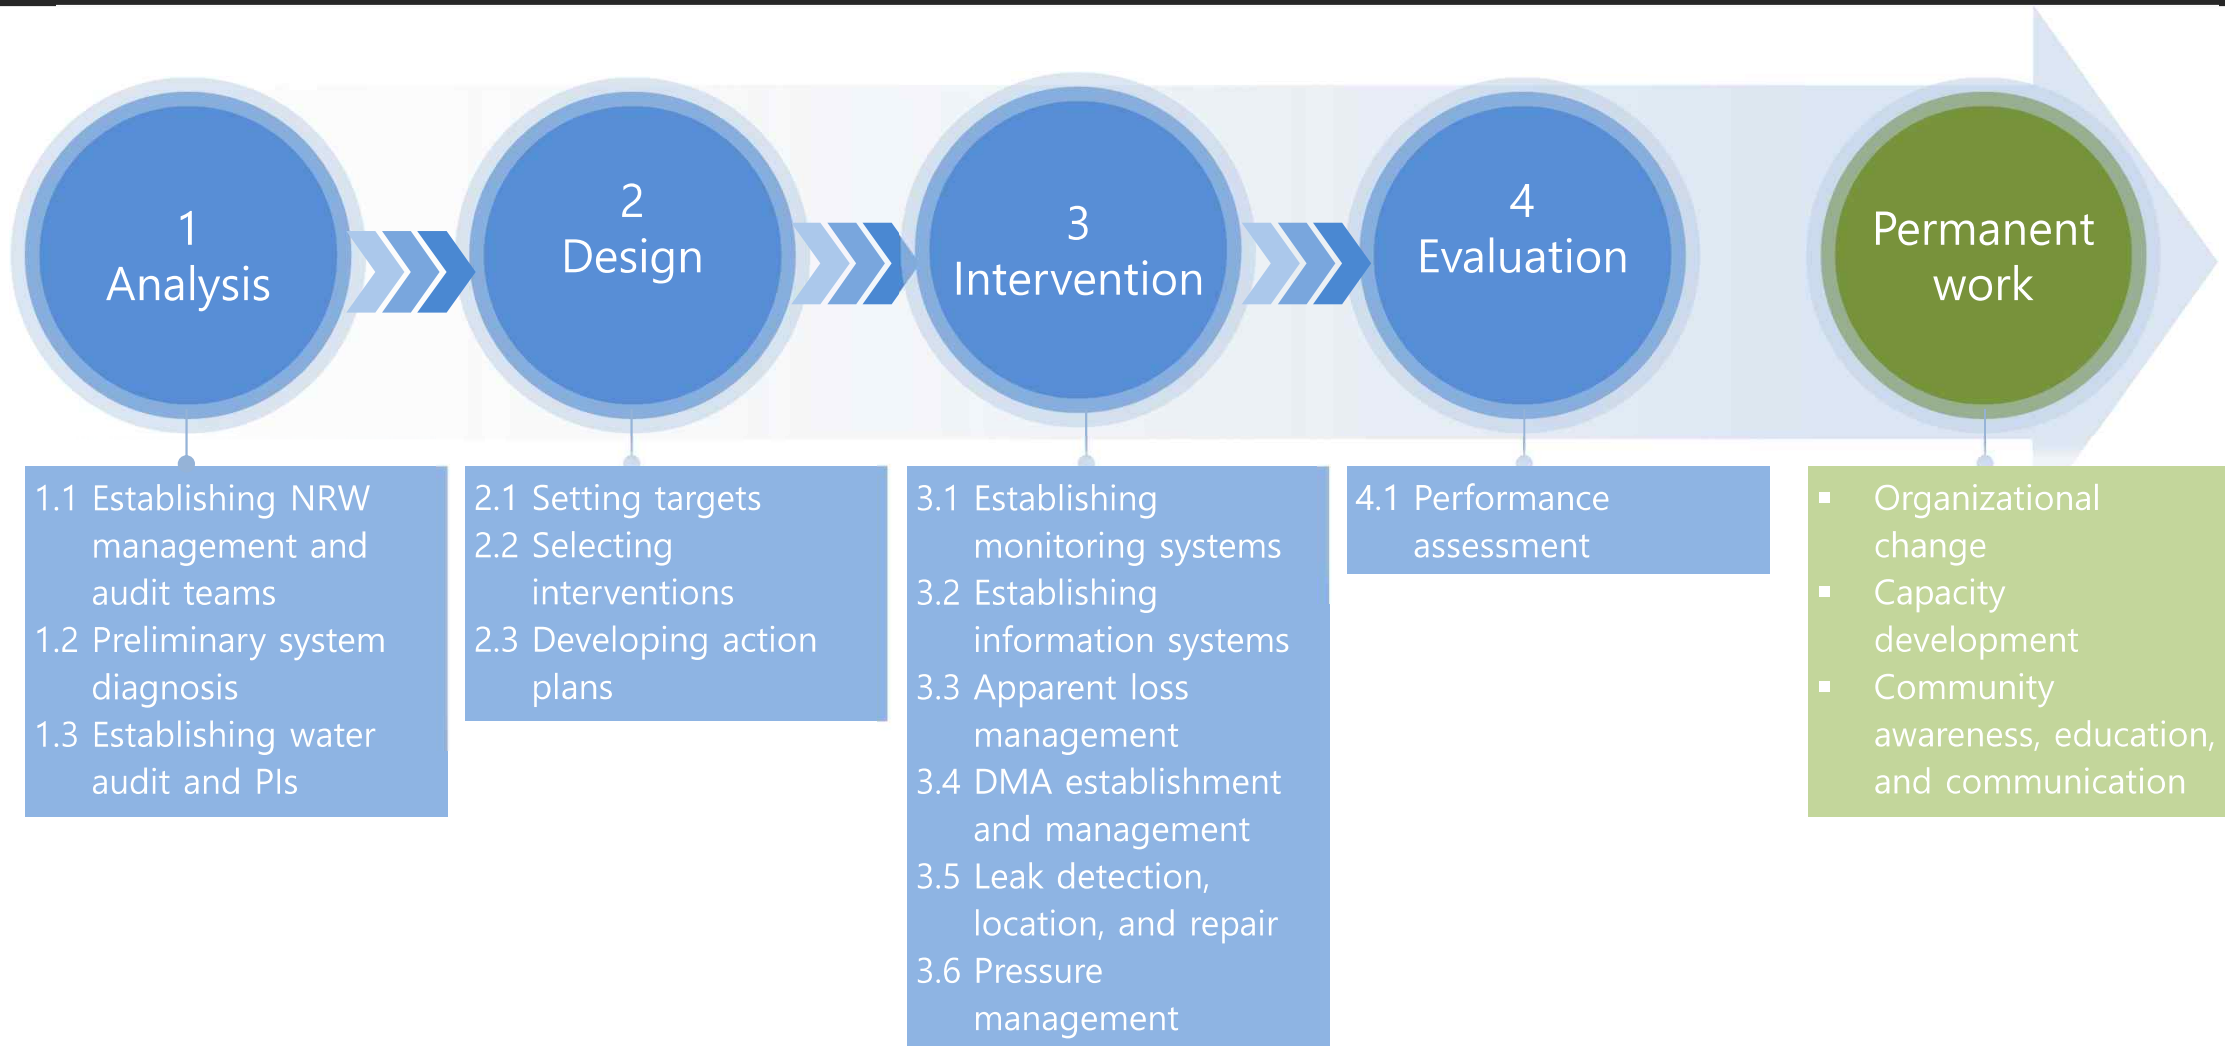 1
Analysis
2
Design
3
Intervention
4
Evaluation
Permanent
work
1.1 Establishing NRW
management and
audit teams
1.2 Preliminary system
diagnosis
1.3 Establishing water
audit and PIs
2.1 Setting targets
2.2 Selecting
interventions
2.3 Developing action
plans
3.1 Establishing
monitoring systems
3.2 Establishing
information systems
3.3 Apparent loss
management
3.4 DMA establishment
and management
3.5 Leak detection,
location, and repair
3.6 Pressure
management
4.1 Performance
assessment
▪ Organizational
change
▪ Capacity
development
▪ Community
awareness, education,
and communication